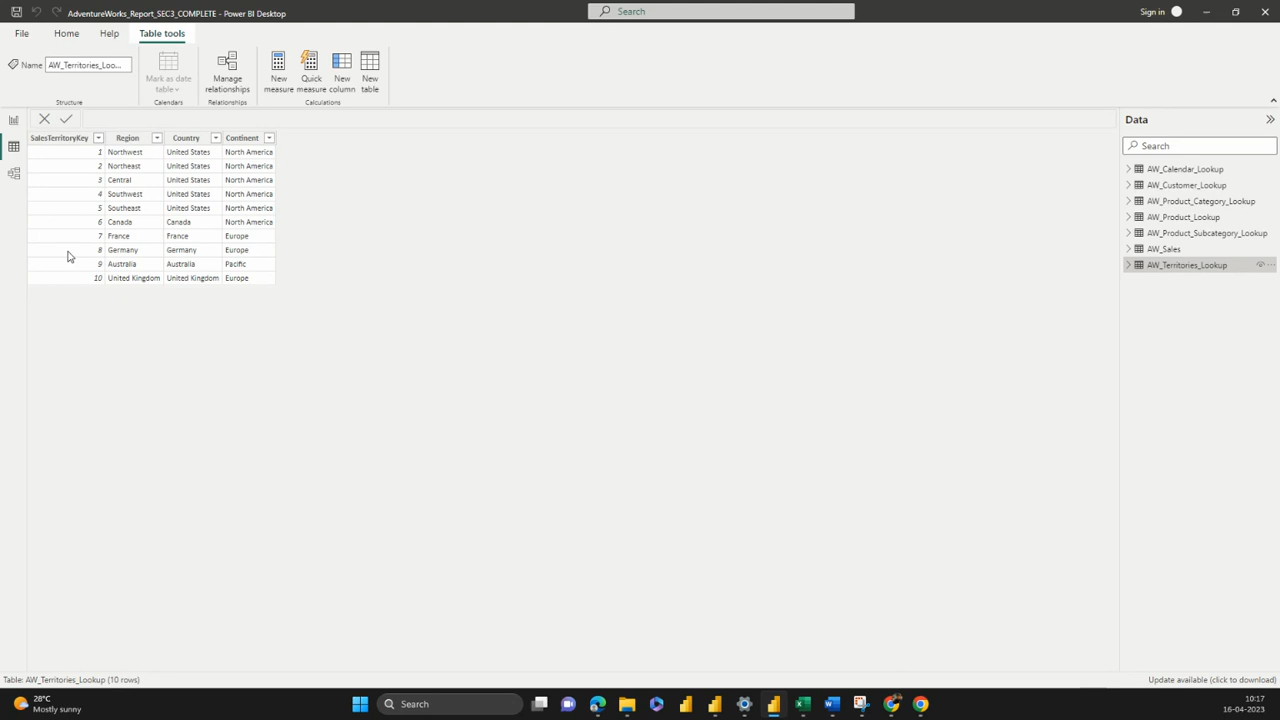 AdventureWorks_Report_SEC3_COMPLETE - Power BI Desktop
Search
Sign in
File
Home
Help
Table tools
Name
AW_Territories_Loo...
Mark as date
table
Manage
relationships
New
measure
Quick
measure
New
column
New
table
Structure
Calendars
Relationships
Calculations
SalesTerritoryKey Region Country Continent
1 Northwest United States North America
2 Northeast United States North America
3 Central United States North America
4 Southwest United States North America
5 Southeast United States North America
6 Canada Canada North America
7 France France Europe
8 Germany Germany Europe
9 Australia Australia Pacific
10 United Kingdom United Kingdom Europe
Data
Search
AW_Calendar_Lookup
AW_Customer_Lookup
AW_Product_Category_Lookup
AW_Product_Lookup
AW_Product_Subcategory_Lookup
AW_Sales
AW_Territories_Lookup
Table: AW_Territories_Lookup (10 rows)
Update available (click to download)
28°C
Mostly sunny
Search
10:17
16-04-2023